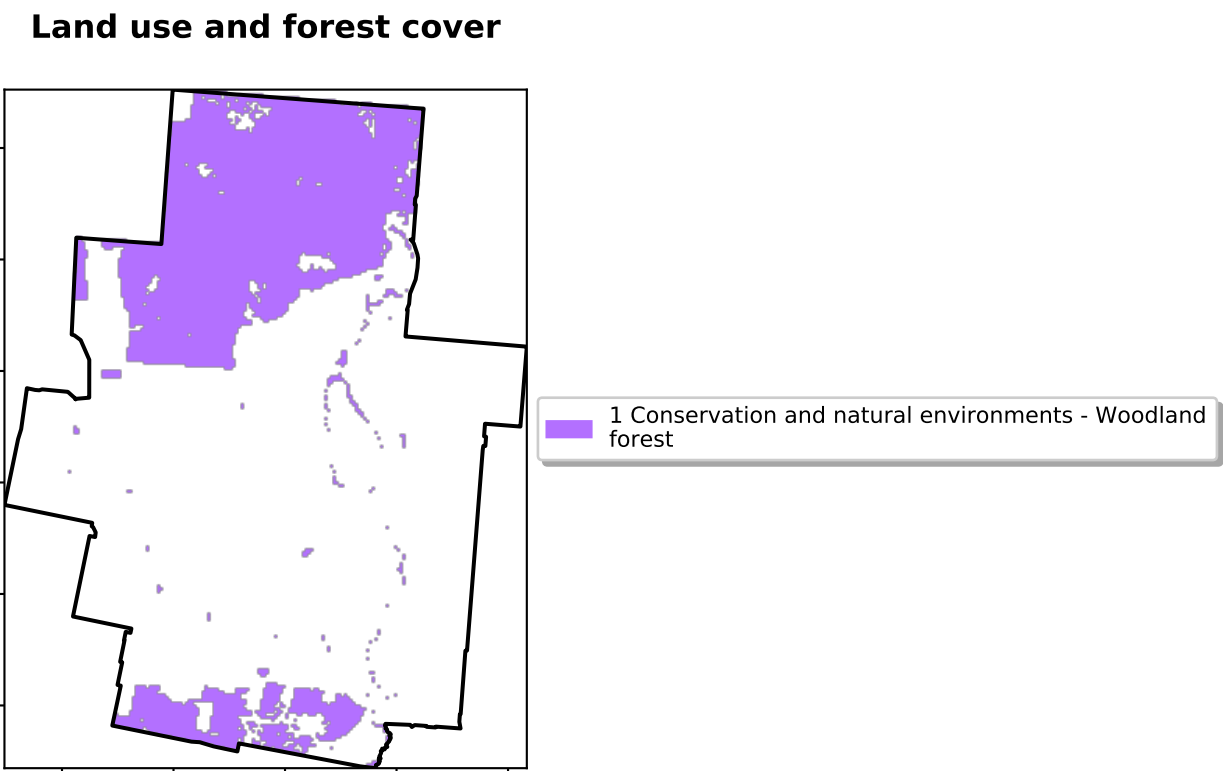 Land use and forest cover
1 Conservation and natural environments - Woodland
forest